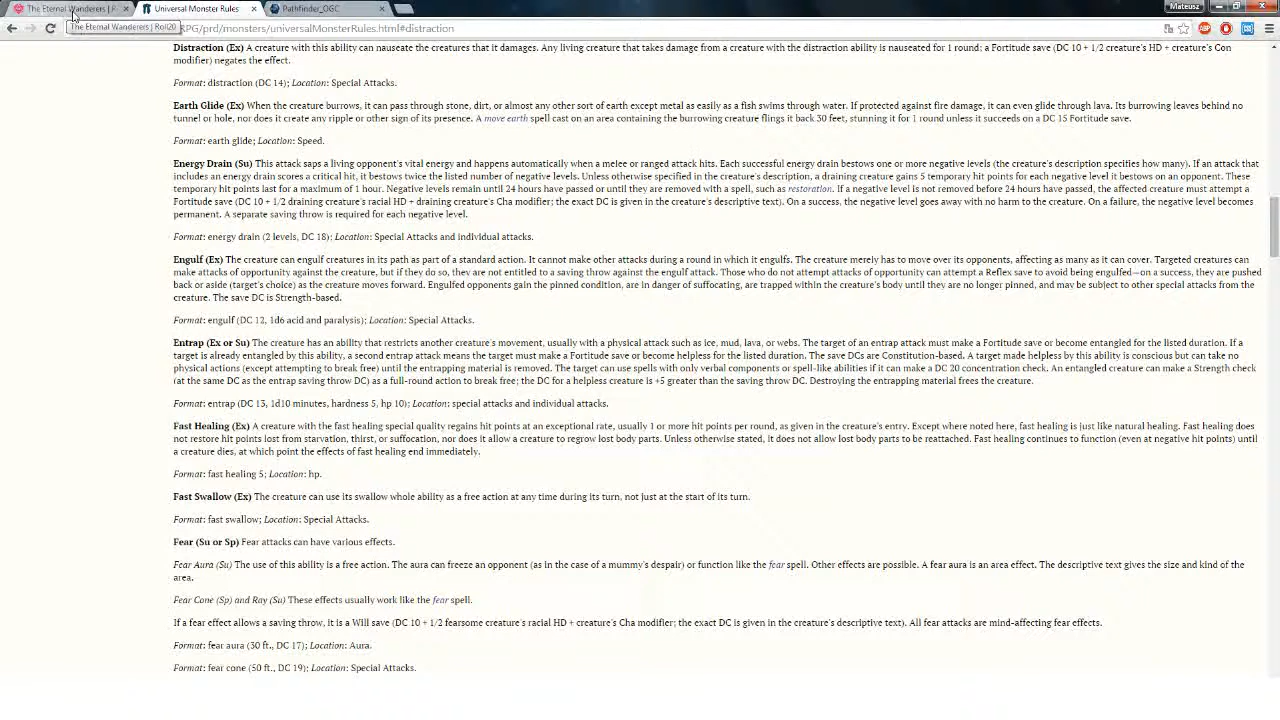 The Eternal Wanderers | R
Universal Monster Rules
Pathfinder_OGC
Mateusz
The Eternal Wanderers | Roll20
RPG/prd/monsters/universalMonsterRules.html#distraction
Distraction (Ex) A creature with this ability can nauseate the creatures that it damages. Any living creature that takes damage from a creature with the distraction ability is nauseated for 1 round; a Fortitude save (DC 10 + 1/2 creature's HD + creature's Con
modifier) negates the effect.
Format: distraction (DC 14); Location: Special Attacks.
Earth Glide (Ex) When the creature burrows, it can pass through stone, dirt, or almost any other sort of earth except metal as easily as a fish swims through water. If protected against fire damage, it can even glide through lava. Its burrowing leaves behind no
tunnel or hole, nor does it create any ripple or other sign of its presence. A move earth spell cast on an area containing the burrowing creature flings it back 30 feet, stunning it for 1 round unless it succeeds on a DC 15 Fortitude save.
Format: earth glide; Location: Speed.
Energy Drain (Su) This attack saps a living opponent's vital energy and happens automatically when a melee or ranged attack hits. Each successful energy drain bestows one or more negative levels (the creature's description specifies how many). If an attack that
includes an energy drain scores a critical hit, it bestows twice the listed number of negative levels. Unless otherwise specified in the creature's description, a draining creature gains 5 temporary hit points for each negative level it bestows on an opponent. These
temporary hit points last for a maximum of 1 hour. Negative levels remain until 24 hours have passed or until they are removed with a spell, such as restoration. If a negative level is not removed before 24 hours have passed, the affected creature must attempt a
Fortitude save (DC 10 + 1/2 draining creature's racial HD + draining creature's Cha modifier; the exact DC is given in the creature's descriptive text). On a success, the negative level goes away with no harm to the creature. On a failure, the negative level becomes
permanent. A separate saving throw is required for each negative level.
Format: energy drain (2 levels, DC 18); Location: Special Attacks and individual attacks.
Engulf (Ex) The creature can engulf creatures in its path as part of a standard action. It cannot make other attacks during a round in which it engulfs. The creature merely has to move over its opponents, affecting as many as it can cover. Targeted creatures can
make attacks of opportunity against the creature, but if they do so, they are not entitled to a saving throw against the engulf attack. Those who do not attempt attacks of opportunity can attempt a Reflex save to avoid being engulfed—on a success, they are pushed
back or aside (target's choice) as the creature moves forward. Engulfed opponents gain the pinned condition, are in danger of suffocating, are trapped within the creature's body until they are no longer pinned, and may be subject to other special attacks from the
creature. The save DC is Strength-based.
Format: engulf (DC 12, 1d6 acid and paralysis); Location: Special Attacks.
Entrap (Ex or Su) The creature has an ability that restricts another creature's movement, usually with a physical attack such as ice, mud, lava, or webs. The target of an entrap attack must make a Fortitude save or become entangled for the listed duration. If a
target is already entangled by this ability, a second entrap attack means the target must make a Fortitude save or become helpless for the listed duration. The save DCs are Constitution-based. A target made helpless by this ability is conscious but can take no
physical actions (except attempting to break free) until the entrapping material is removed. The target can use spells with only verbal components or spell-like abilities if it can make a DC 20 concentration check. An entangled creature can make a Strength check
(at the same DC as the entrap saving throw DC) as a full-round action to break free; the DC for a helpless creature is +5 greater than the saving throw DC. Destroying the entrapping material frees the creature.
Format: entrap (DC 13, 1d10 minutes, hardness 5, hp 10); Location: special attacks and individual attacks.
Fast Healing (Ex) A creature with the fast healing special quality regains hit points at an exceptional rate, usually 1 or more hit points per round, as given in the creature's entry. Except where noted here, fast healing is just like natural healing. Fast healing does
not restore hit points lost from starvation, thirst, or suffocation, nor does it allow a creature to regrow lost body parts. Unless otherwise stated, it does not allow lost body parts to be reattached. Fast healing continues to function (even at negative hit points) until
a creature dies, at which point the effects of fast healing end immediately.
Format: fast healing 5; Location: hp.
Fast Swallow (Ex) The creature can use its swallow whole ability as a free action at any time during its turn, not just at the start of its turn.
Format: fast swallow; Location: Special Attacks.
Fear (Su or Sp) Fear attacks can have various effects.
Fear Aura (Su) The use of this ability is a free action. The aura can freeze an opponent (as in the case of a mummy's despair) or function like the fear spell. Other effects are possible. A fear aura is an area effect. The descriptive text gives the size and kind of the
area.
Fear Cone (Sp) and Ray (Su) These effects usually work like the fear spell.
If a fear effect allows a saving throw, it is a Will save (DC 10 + 1/2 fearsome creature's racial HD + creature's Cha modifier; the exact DC is given in the creature's descriptive text). All fear attacks are mind-affecting fear effects.
Format: fear aura (30 ft., DC 17); Location: Aura.
Format: fear cone (50 ft., DC 19); Location: Special Attacks.